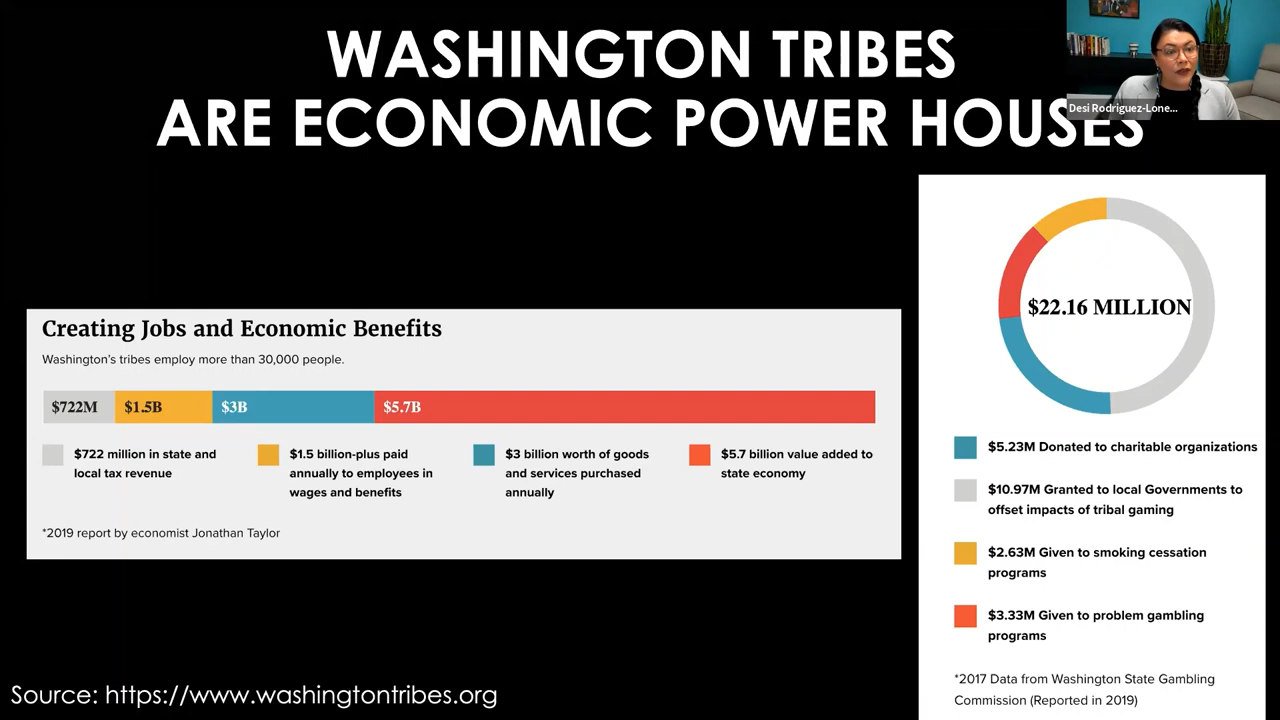 WASHINGTON TRIBES
ARE ECONOMIC POWER HOUSES
Desi Rodriguez-Lone...
Creating Jobs and Economic Benefits
Washington's tribes employ more than 30,000 people.
$722M
$1.5B
$3B
$5.7B
$722 million in state and
local tax revenue
$1.5 billion-plus paid
annually to employees in
wages and benefits
$3 billion worth of goods
and services purchased
annually
$5.7 billion value added to
state economy
*2019 report by economist Jonathan Taylor
$22.16 MILLION
$5.23M Donated to charitable organizations
$10.97M Granted to local Governments to
offset impacts of tribal gaming
$2.63M Given to smoking cessation
programs
$3.33M Given to problem gambling
programs
*2017 Data from Washington State Gambling
Commission (Reported in 2019)
Source: https://www.washingtontribes.org